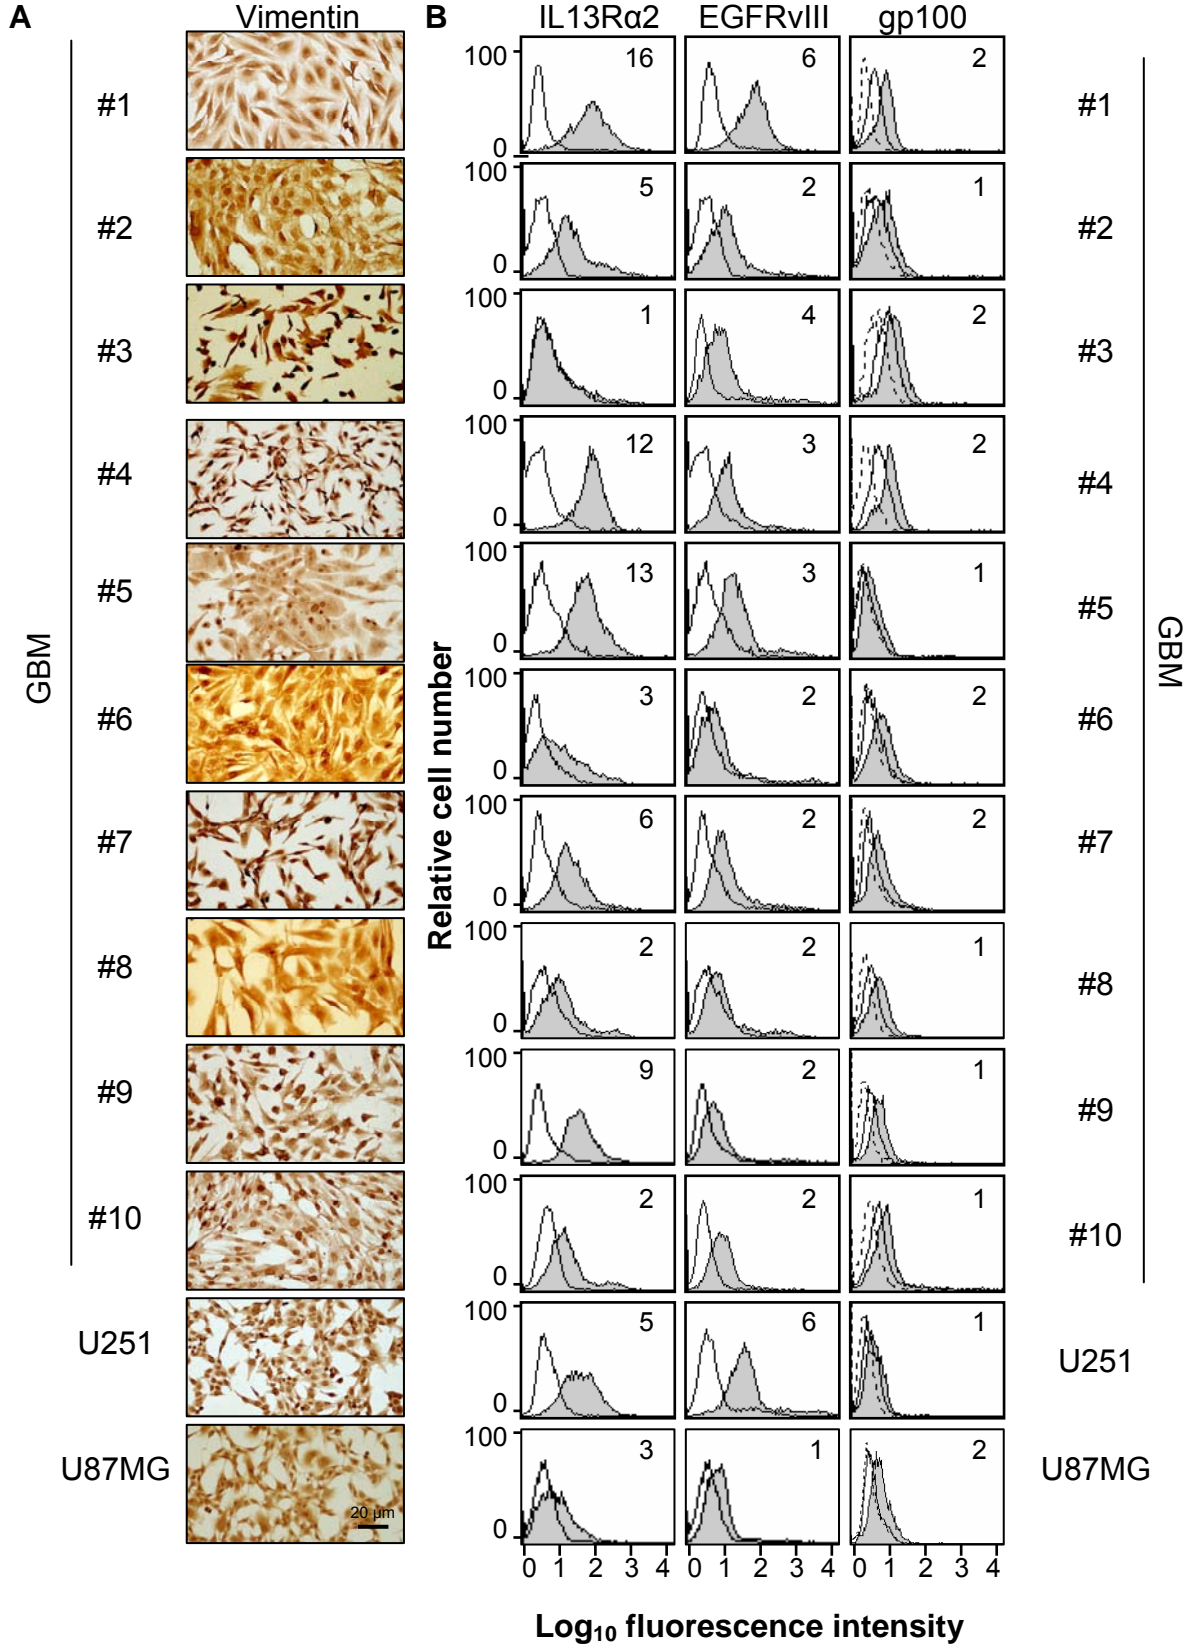 A Vimentin B IL13Rα2 EGFRvIII gp100
#1 100 0 16 6 2 #1
#2 100 0 5 2 1 #2
#3 100 0 1 4 2 #3
#4 100 0 12 3 2 #4
#5 100 0 13 3 1 #5
#6 100 0 3 2 2 #6
#7 100 0 6 2 2 #7
#8 100 0 2 2 1 #8
#9 100 0 9 2 1 #9
#10 100 0 2 2 1 #10
U251 100 0 5 6 1 U251
U87MG 20 µm 100 0 3 1 2 U87MG
GBM
Relative cell number
GBM
0 1 2 3 4 0 1 2 3 4 0 1 2 3 4
Log₁₀ fluorescence intensity